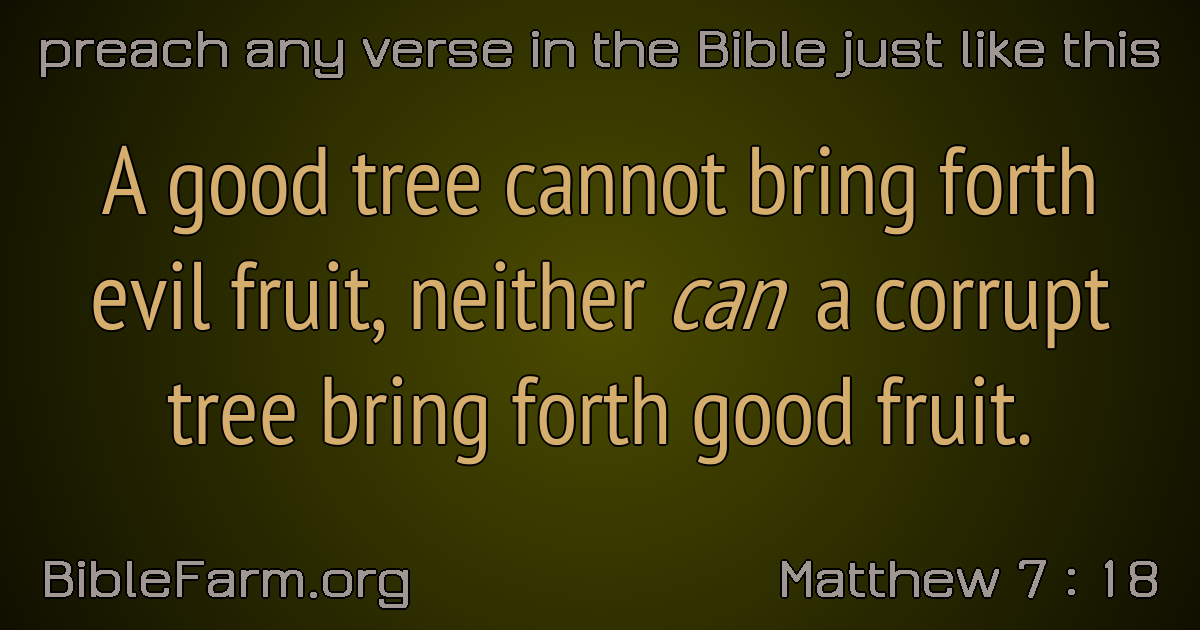 preach any verse in the Bible just like this
A good tree cannot bring forth
evil fruit, neither can a corrupt
tree bring forth good fruit.
BibleFarm.org
Matthew 7 : 18